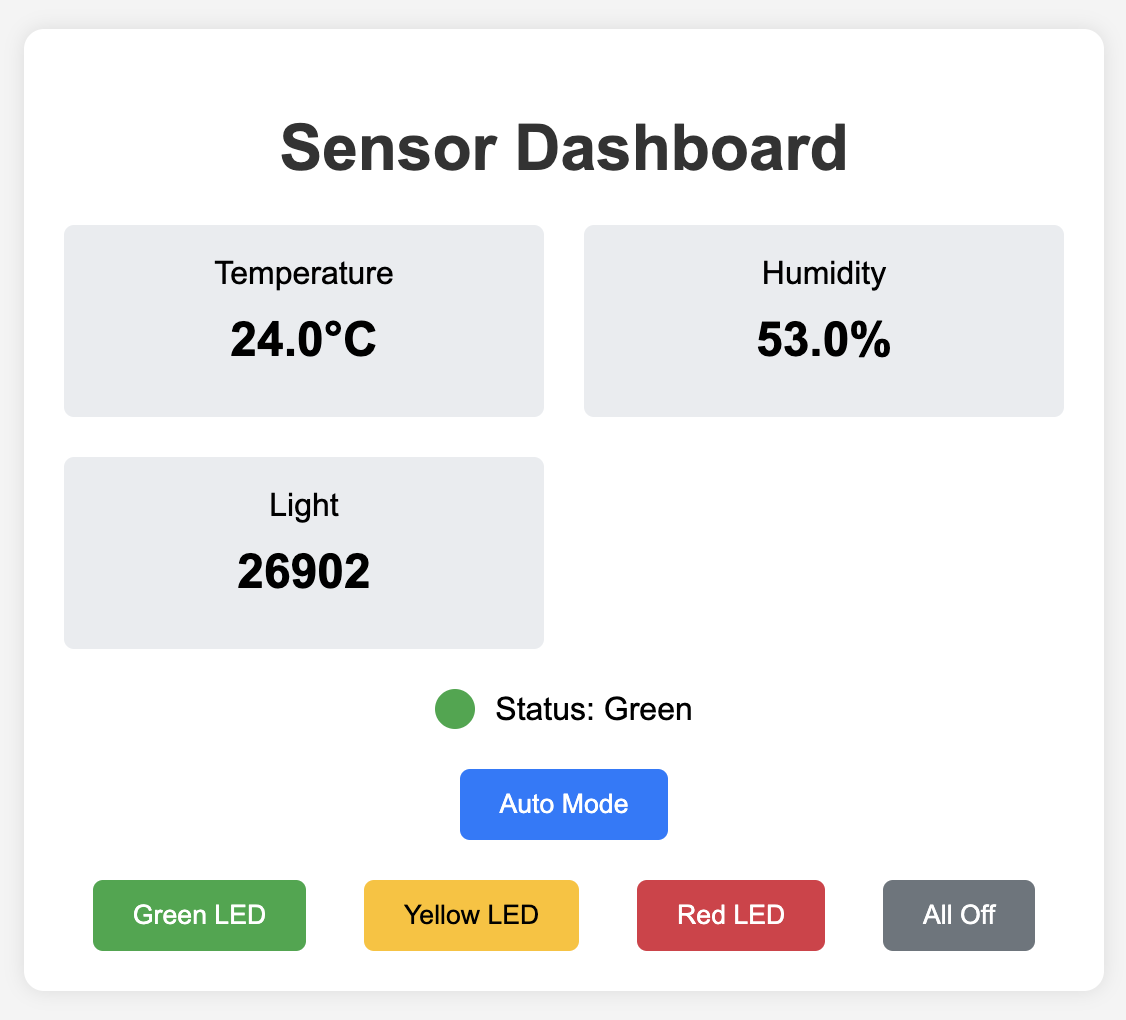 Sensor Dashboard
Temperature
24.0°C
Humidity
53.0%
Light
26902
Status: Green
Auto Mode
Green LED
Yellow LED
Red LED
All Off